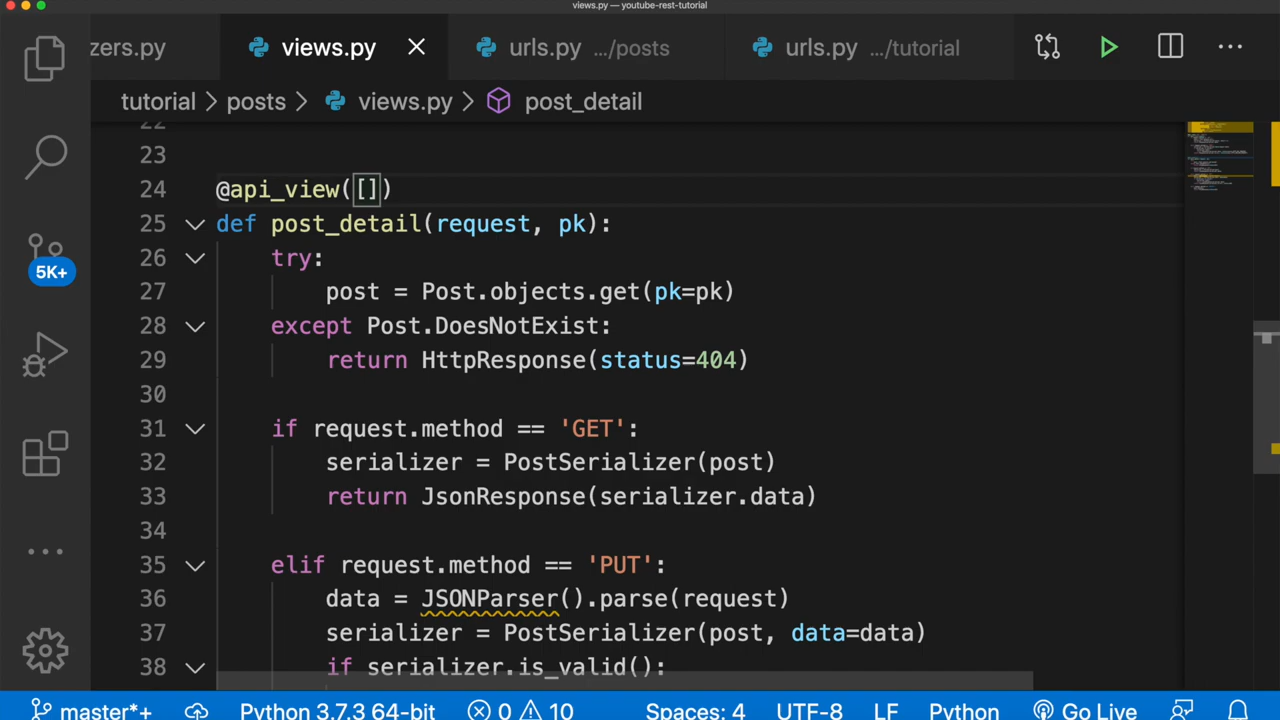 views.py — youtube-rest-tutorial
zers.py views.py urls.py .../posts urls.py .../tutorial
tutorial > posts > views.py > post_detail
22
23
24 @api_view([])
25 def post_detail(request, pk):
26 try:
27 post = Post.objects.get(pk=pk)
28 except Post.DoesNotExist:
29 return HttpResponse(status=404)
30
31 if request.method == 'GET':
32 serializer = PostSerializer(post)
33 return JsonResponse(serializer.data)
34
35 elif request.method == 'PUT':
36 data = JSONParser().parse(request)
37 serializer = PostSerializer(post, data=data)
38 if serializer.is_valid():
5K+
master*+ Python 3.7.3 64-bit 0 10 Spaces: 4 UTF-8 LF Python Go Live